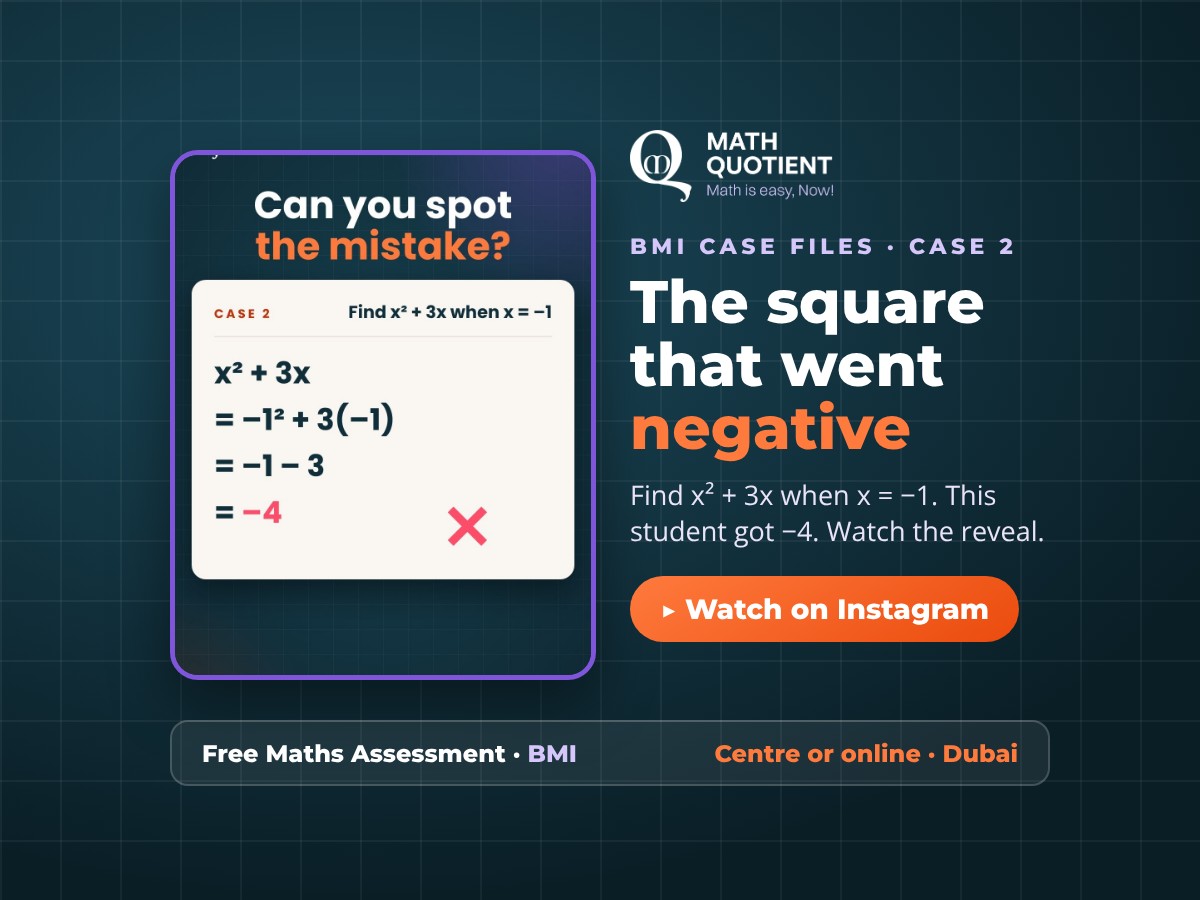 Can you spot
the mistake?
CASE 2
Find x² + 3x when x = −1
x² + 3x
= −1² + 3(−1)
= −1 − 3
= −4
MATH
QUOTIENT
Math is easy, Now!
BMI CASE FILES · CASE 2
The square
that went
negative
Find x² + 3x when x = −1. This
student got −4. Watch the reveal.
▸ Watch on Instagram
Free Maths Assessment · BMI
Centre or online · Dubai